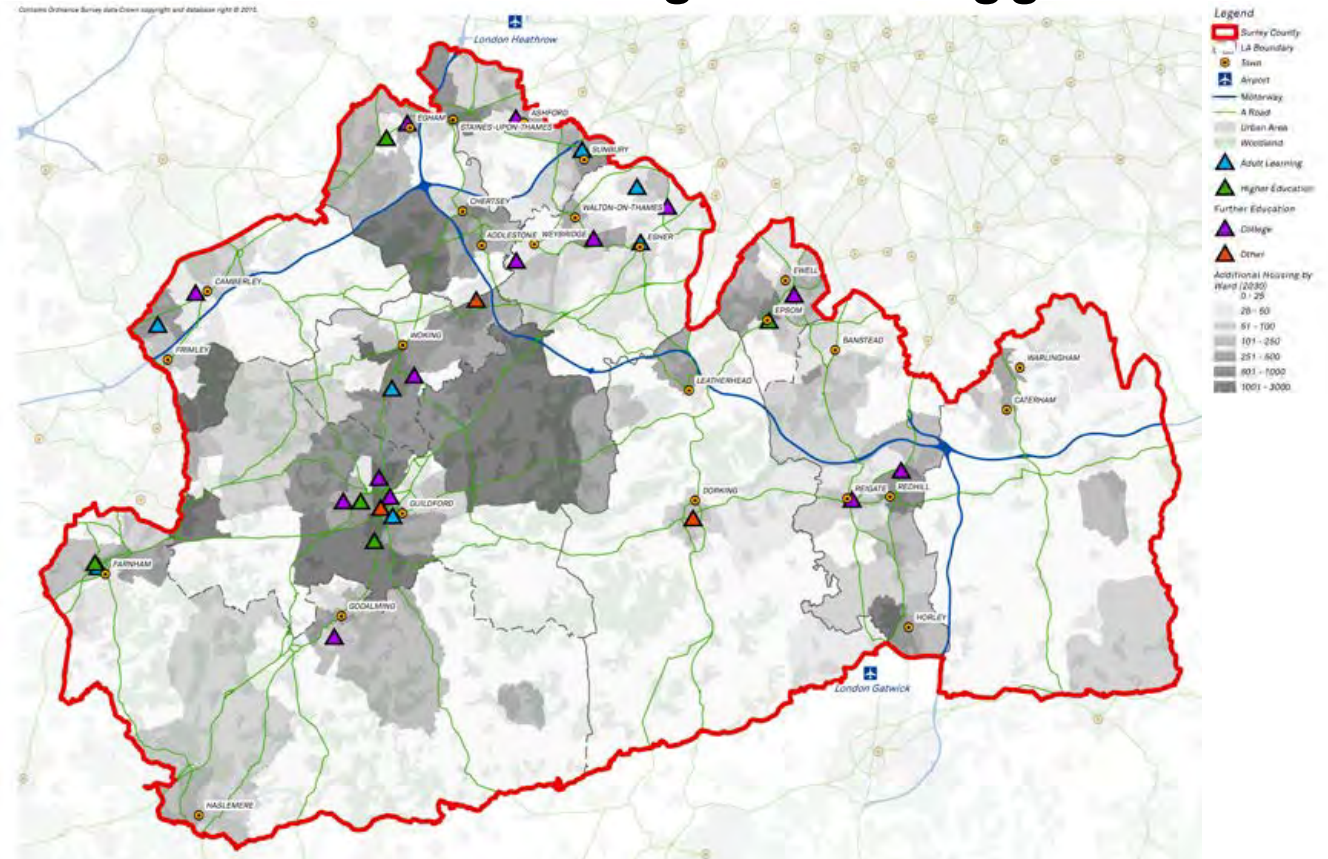 Contains Ordnance Survey data Crown copyright and database right © 2015.
London Heathrow
EGHAM
ASHFORD
STAINES-UPON-THAMES
SUNBURY
CHERTSEY
WALTON-ON-THAMES
ADDLESTONE
WEYBRIDGE
ESHER
CAMBERLEY
EWELL
EPSOM
FRIMLEY
WOKING
BANSTEAD
WARLINGHAM
LEATHERHEAD
CATERHAM
GUILDFORD
DORKING
REIGATE
REDHILL
FARNHAM
GODALMING
HORLEY
London Gatwick
HASLEMERE
Legend
Surrey County
LA Boundary
Town
Airport
Motorway
A Road
Urban Area
Woodland
Adult Learning
Higher Education
Further Education
College
Other
Additional Housing by
Ward (2030)
0 - 25
26 - 50
51 - 100
101 - 250
251 - 500
501 - 1000
1001 - 3000